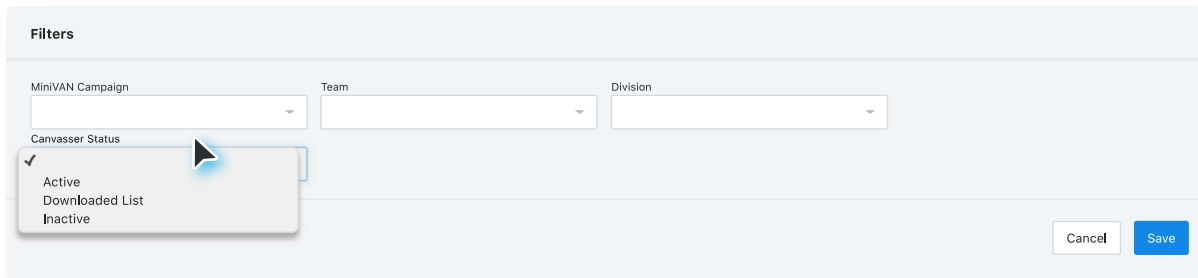 Filters
MiniVAN Campaign
Team
Division
Canvasser Status
Active
Downloaded List
Inactive
Cancel
Save